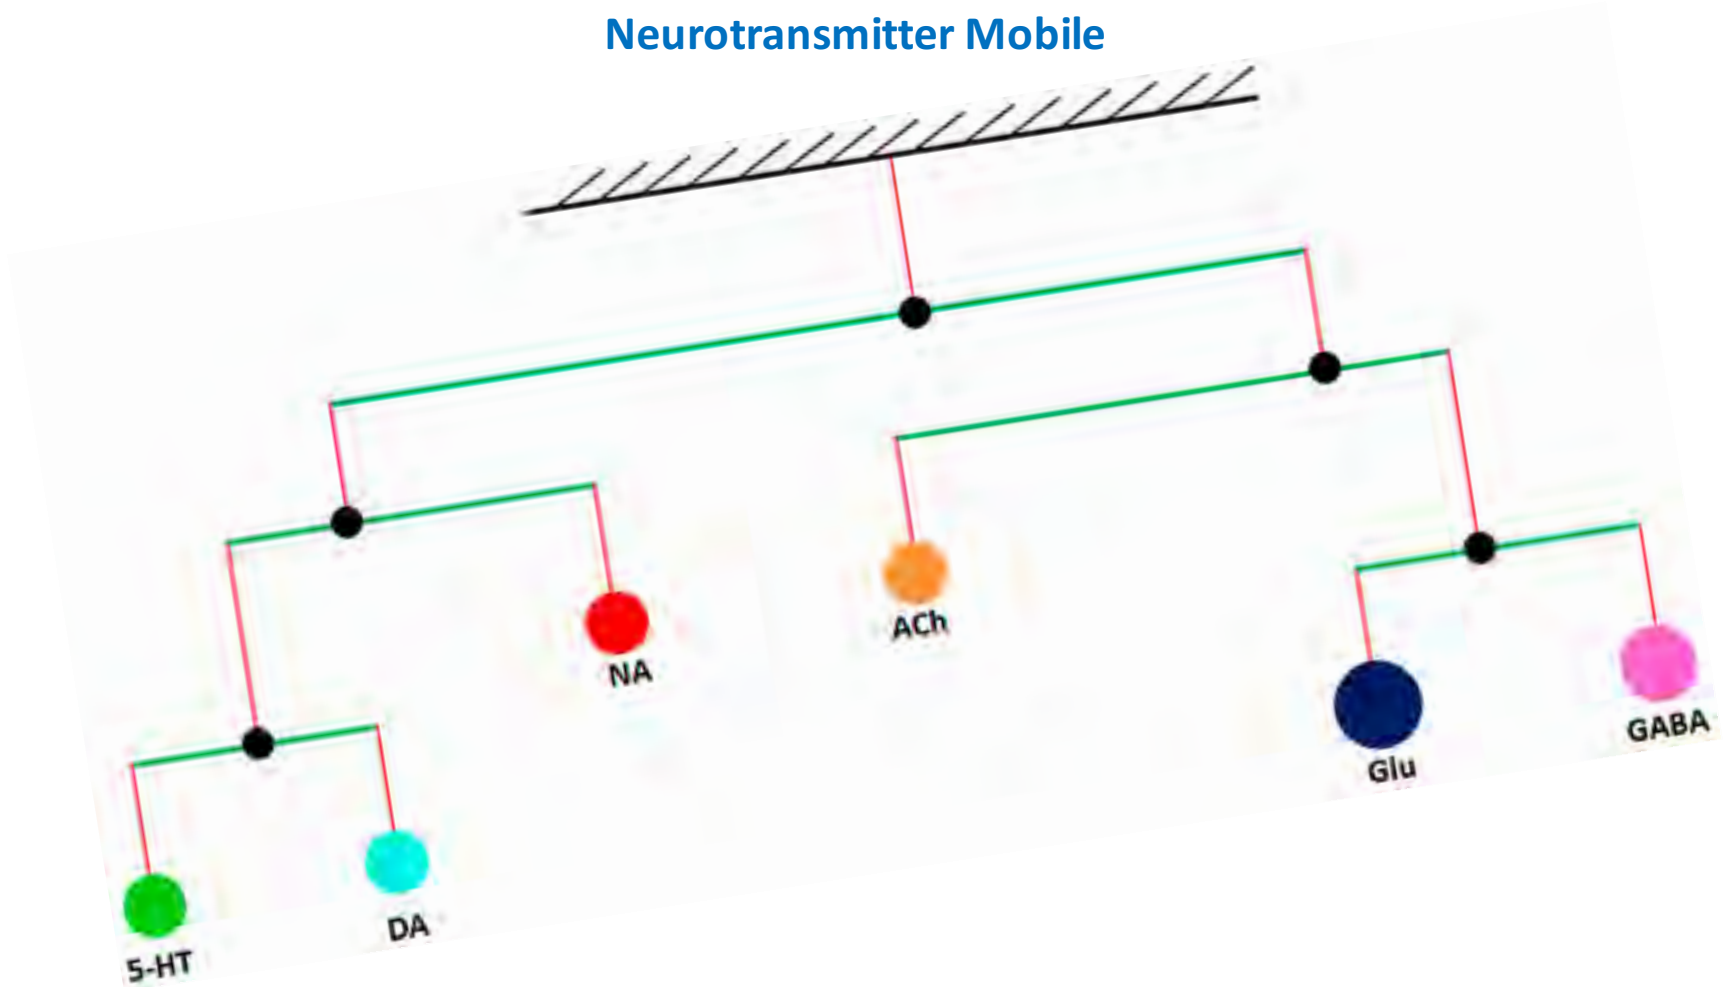 Neurotransmitter Mobile
NA
ACh
Glu
GABA
5-HT
DA